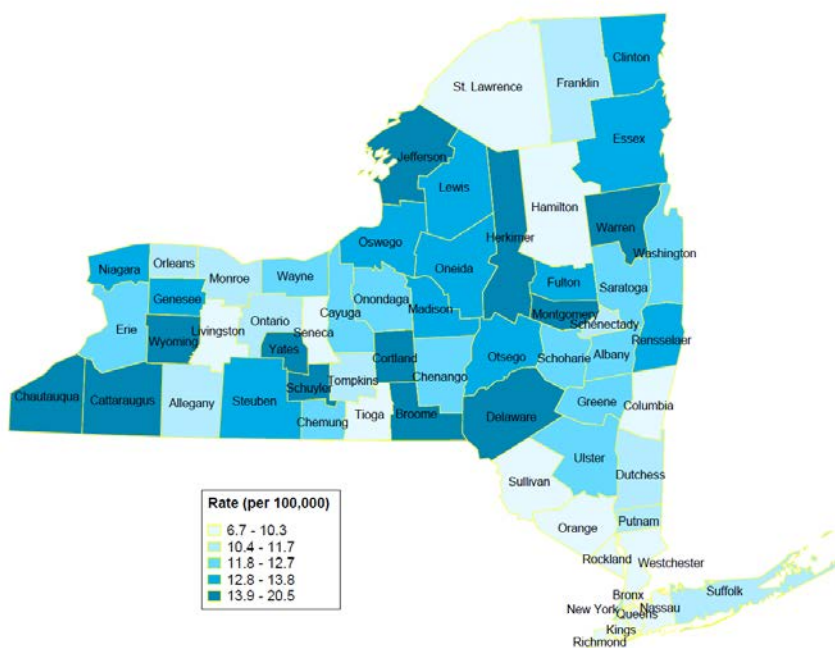 Clinton
Franklin
St. Lawrence
Essex
Jefferson
Lewis
Hamilton
Warren
Herkimer
Washington
Oswego
Oneida
Niagara
Orleans
Monroe
Wayne
Fulton
Saratoga
Genesee
Onondaga
Madison
Montgomery
Cayuga
Ontario
Erie
Livingston
Seneca
Schenectady
Wyoming
Rensselaer
Yates
Otsego
Schoharie
Albany
Cortland
Chenango
Tompkins
Schuyler
Chautauqua
Cattaraugus
Allegany
Steuben
Greene
Columbia
Chemung
Tioga
Broome
Delaware
Ulster
Dutchess
Sullivan
Rate (per 100,000)
6.7 - 10.3
10.4 - 11.7
11.8 - 12.7
12.8 - 13.8
13.9 - 20.5
Putnam
Orange
Rockland
Westchester
Suffolk
Bronx
New York
Nassau
Queens
Kings
Richmond